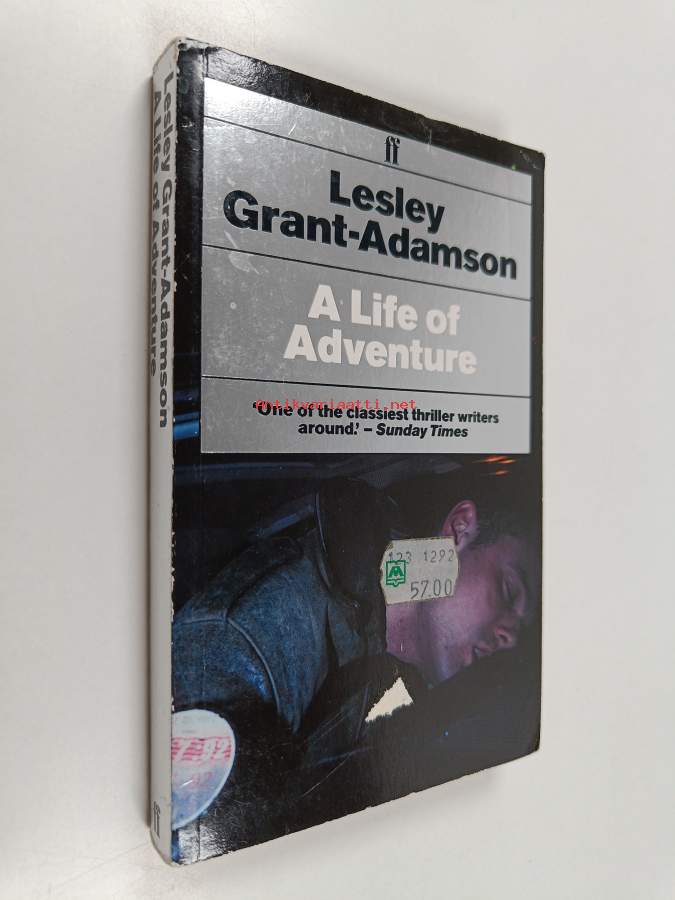 ff
Lesley
Grant-Adamson
A Life of
Adventure
'One of the classiest thriller writers
around.' – Sunday Times
Antikvariaatti.net
123 1292
57.00
Lesley Grant-Adamson
A Life of Adventure
ff